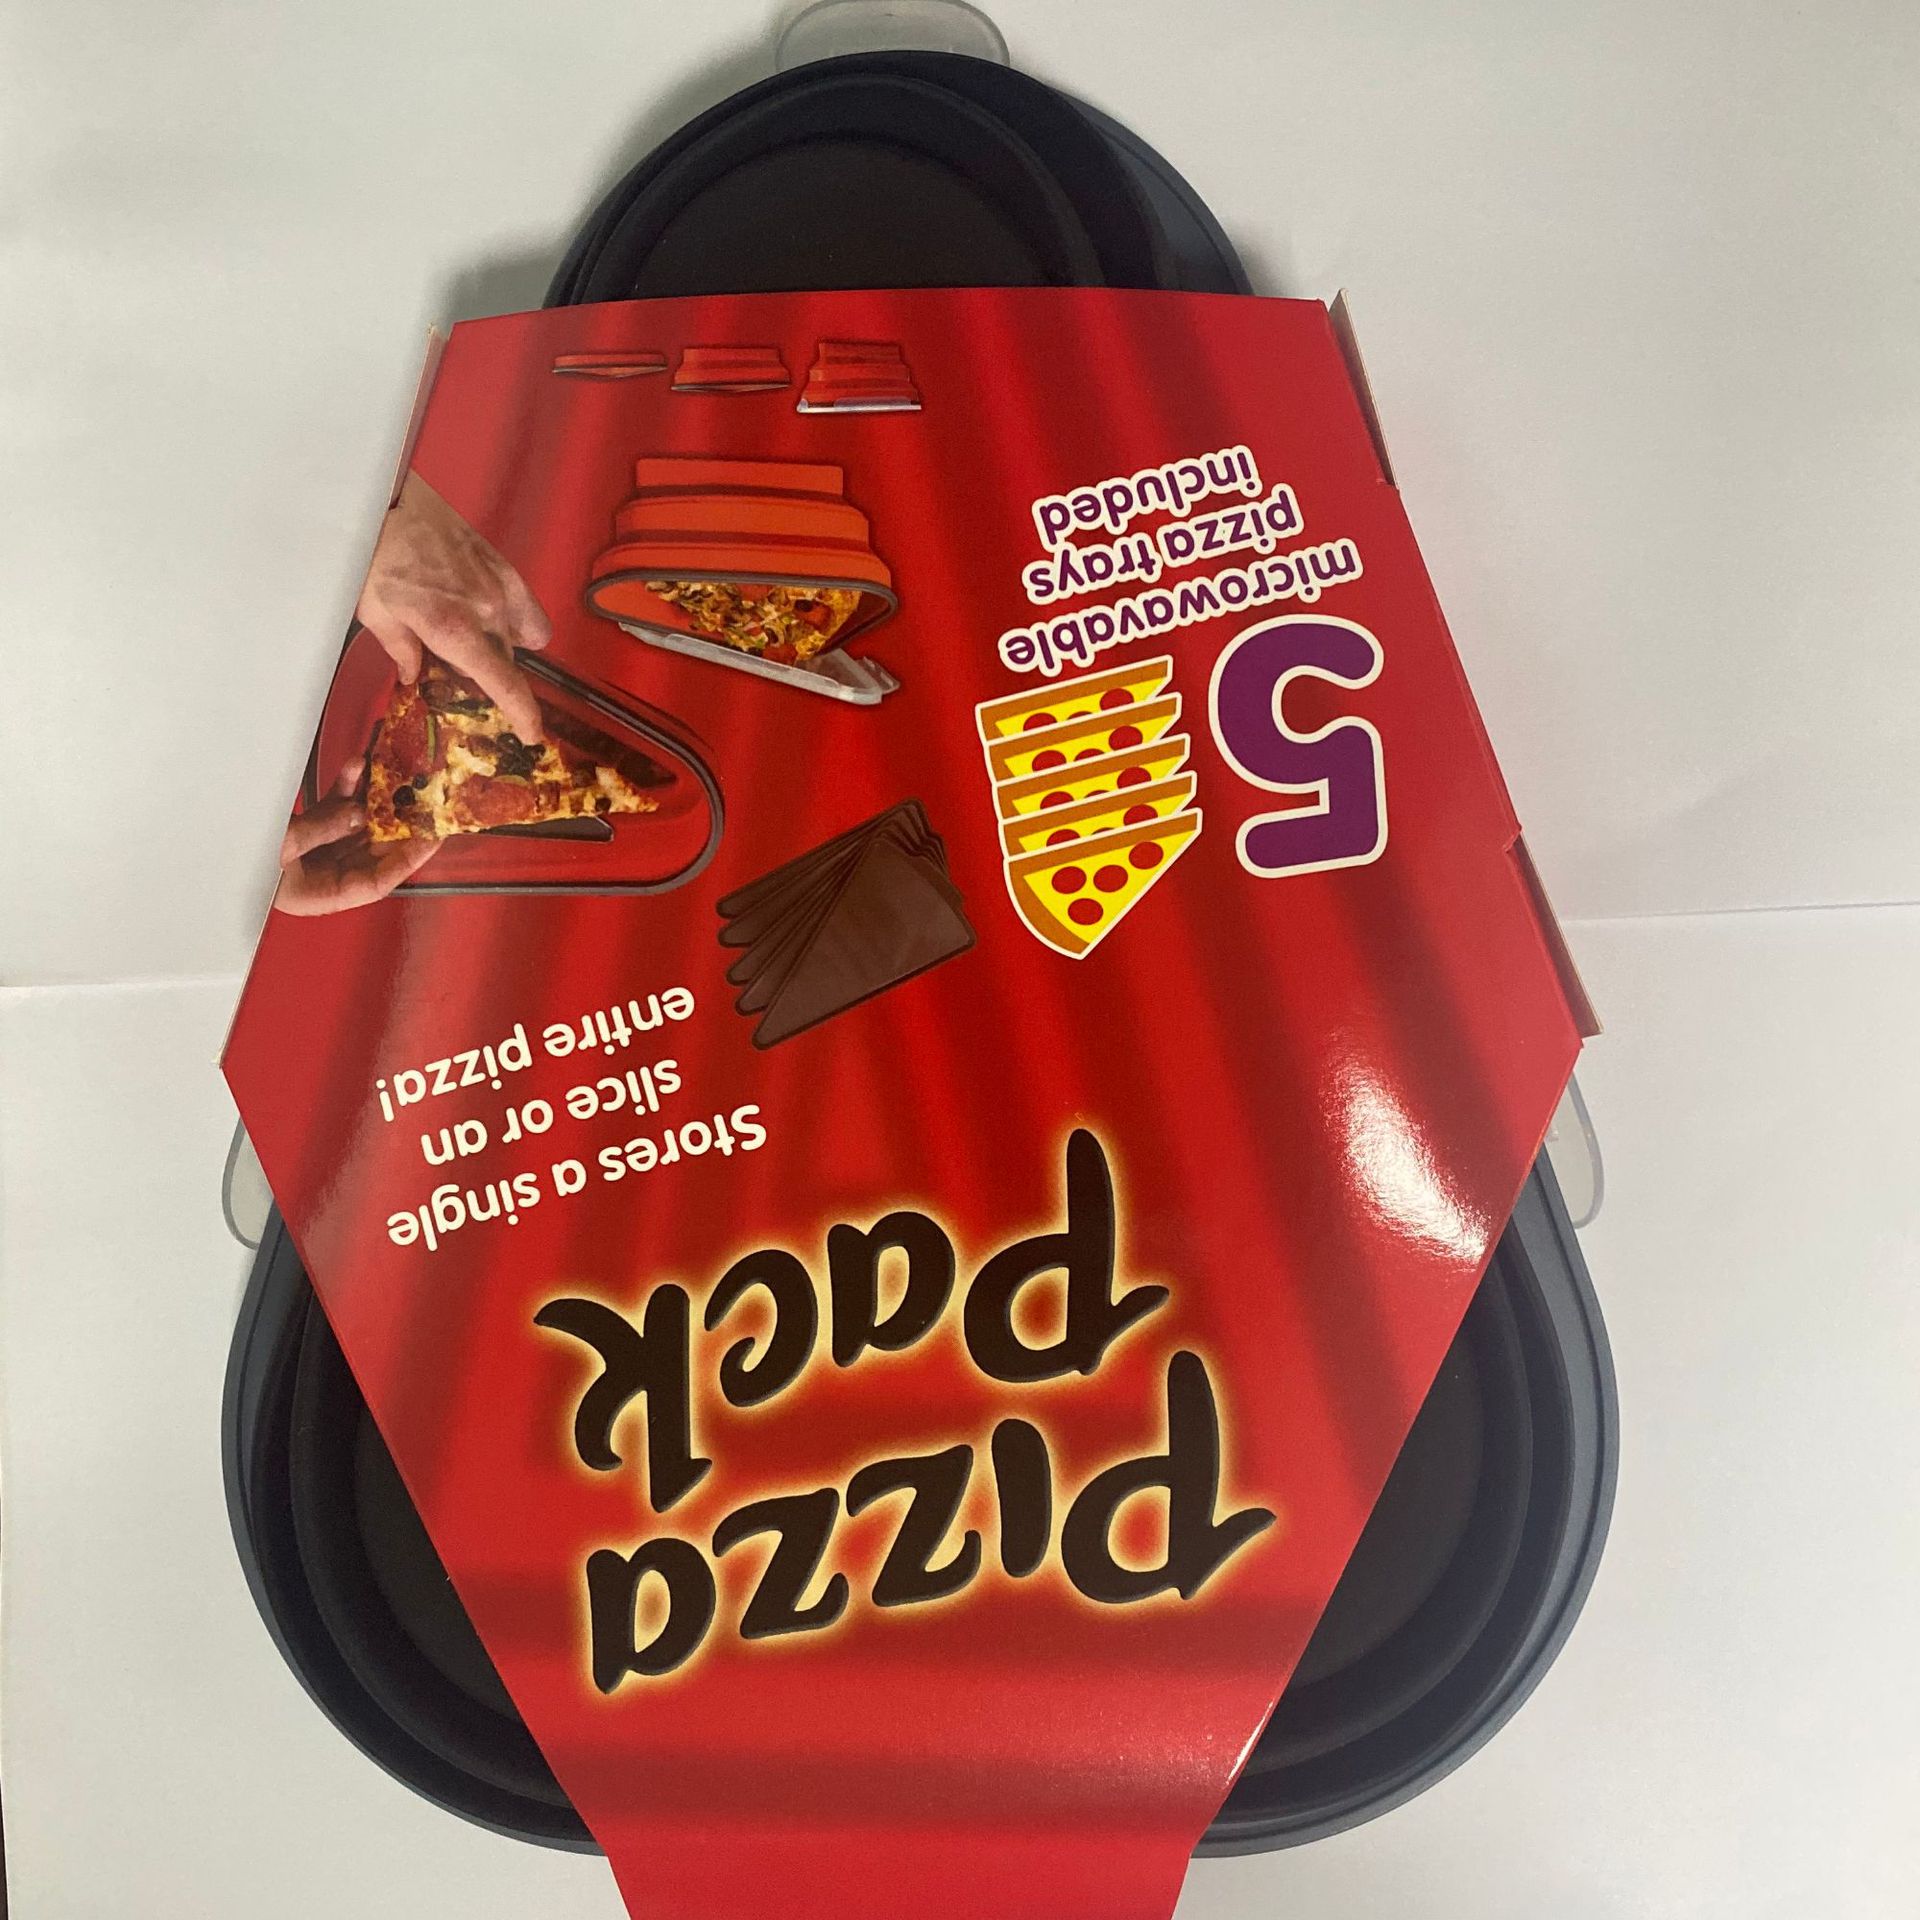 Pizza
Pack
Stores a single
slice or an
entire pizza!
5
microwavable
pizza trays
included